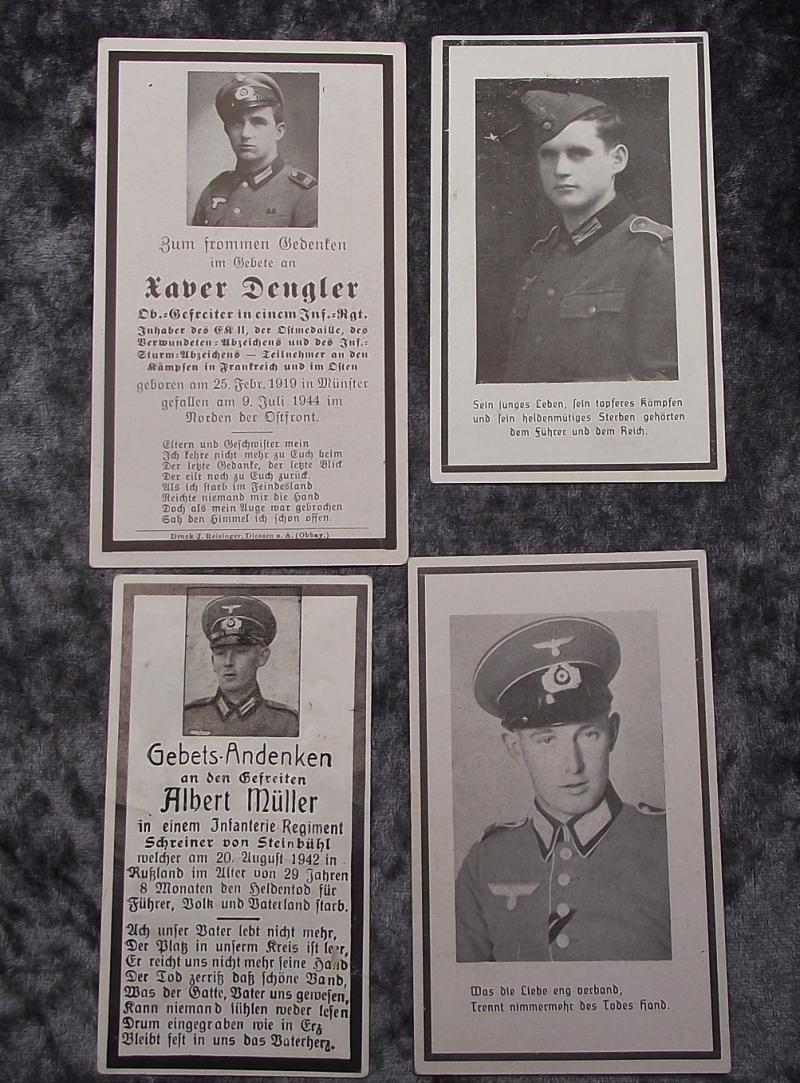 Zum frommen Gedenken
im Gebete an
Xaver Dengler
Ob.=Gefreiter in einem Inf.=Rgt.
Inhaber des EK II, der Ostmedaille, des
Verwundeten=Abzeichens und des Inf.=
Sturm=Abzeichens — Teilnehmer an den
Kämpfen in Frankreich und im Osten
geboren am 25. Febr. 1919 in Münster
gefallen am 9. Juli 1944 im
Norden der Ostfront.
Eltern und Geschwister mein
Ich kehre nicht mehr zu Euch heim
Der letzte Gedanke, der letzte Blick
Der eilt noch zu Euch zurück.
Als ich starb im Feindesland
Reichte niemand mir die Hand
Doch als mein Auge war gebrochen
Sah den Himmel ich schon offen.
Druck J. Reisinger, Diessen a. A. (Obbay.)
Sein junges Leben, sein tapferes Kämpfen
und sein heldenmütiges Sterben gehörten
dem Führer und dem Reich.
Gebets-Andenken
an den Gefreiten
Albert Müller
in einem Infanterie-Regiment
Schreiner von Steinbühl
welcher am 20. August 1942 in
Rußland im Alter von 29 Jahren
8 Monaten den Heldentod für
Führer, Volk und Vaterland starb.
Ach unser Vater lebt nicht mehr,
Der Platz in unserm Kreis ist leer,
Er reicht uns nicht mehr seine Hand
Der Tod zerriß daß schöne Band,
Was der Gatte, Vater uns gewesen,
Kann niemand fühlen weder lesen
Drum eingegraben wie in Erz
Bleibt fest in uns das Vaterherz.
Was die Liebe eng verband,
Trennt nimmermehr des Todes Hand.